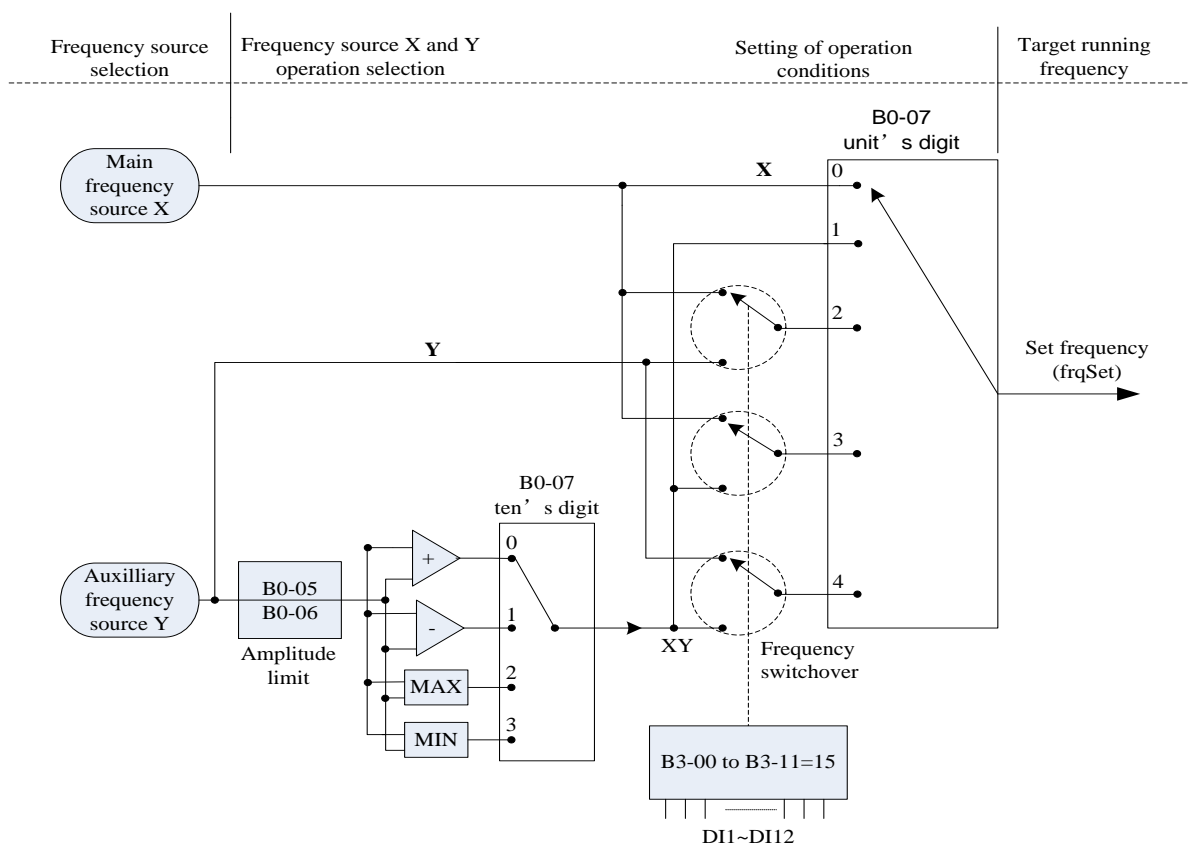 Frequency source
selection
Frequency source X and Y
operation selection
Setting of operation
conditions
Target running
frequency
B0-07
unit’ s digit
Main
frequency
source X
X
0
1
2
Y
Set frequency
(frqSet)
3
B0-07
ten’ s digit
0
+
Auxilliary
frequency
source Y
B0-05
B0-06
Amplitude
limit
1
-
4
XY
Frequency
switchover
2
MAX
3
MIN
B3-00 to B3-11=15
DI1~DI12